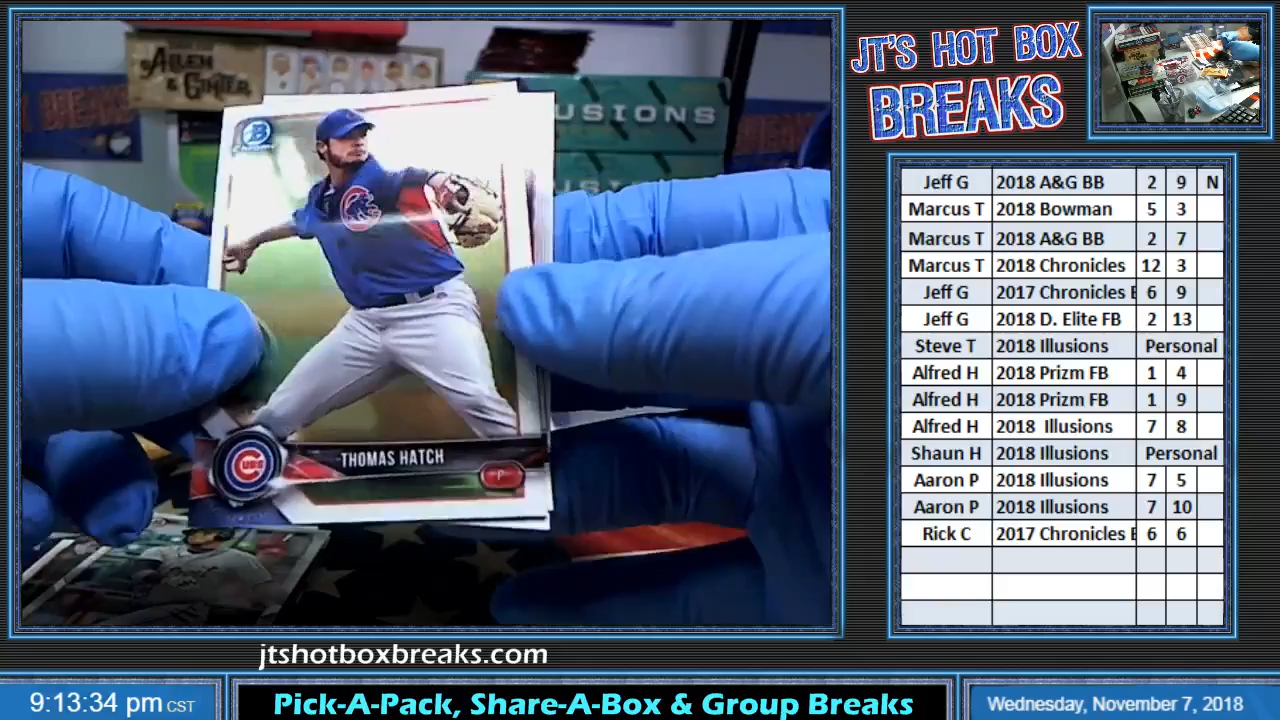 ALLEN
& GINTER
BREAKS
USIONS
JT'S HOT BOX
BREAKS
CUBS
THOMAS HATCH
P
Jeff G 2018 A&G BB 2 9 N
Marcus T 2018 Bowman 5 3
Marcus T 2018 A&G BB 2 7
Marcus T 2018 Chronicles 12 3
Jeff G 2017 Chronicles 6 9
Jeff G 2018 D. Elite FB 2 13
Steve T 2018 Illusions Personal
Alfred H 2018 Prizm FB 1 4
Alfred H 2018 Prizm FB 1 9
Alfred H 2018 Illusions 7 8
Shaun H 2018 Illusions Personal
Aaron P 2018 Illusions 7 5
Aaron P 2018 Illusions 7 10
Rick C 2017 Chronicles 6 6
jtshotboxbreaks.com
9:13:34 pm CST
Pick-A-Pack, Share-A-Box & Group Breaks
Wednesday, November 7, 2018